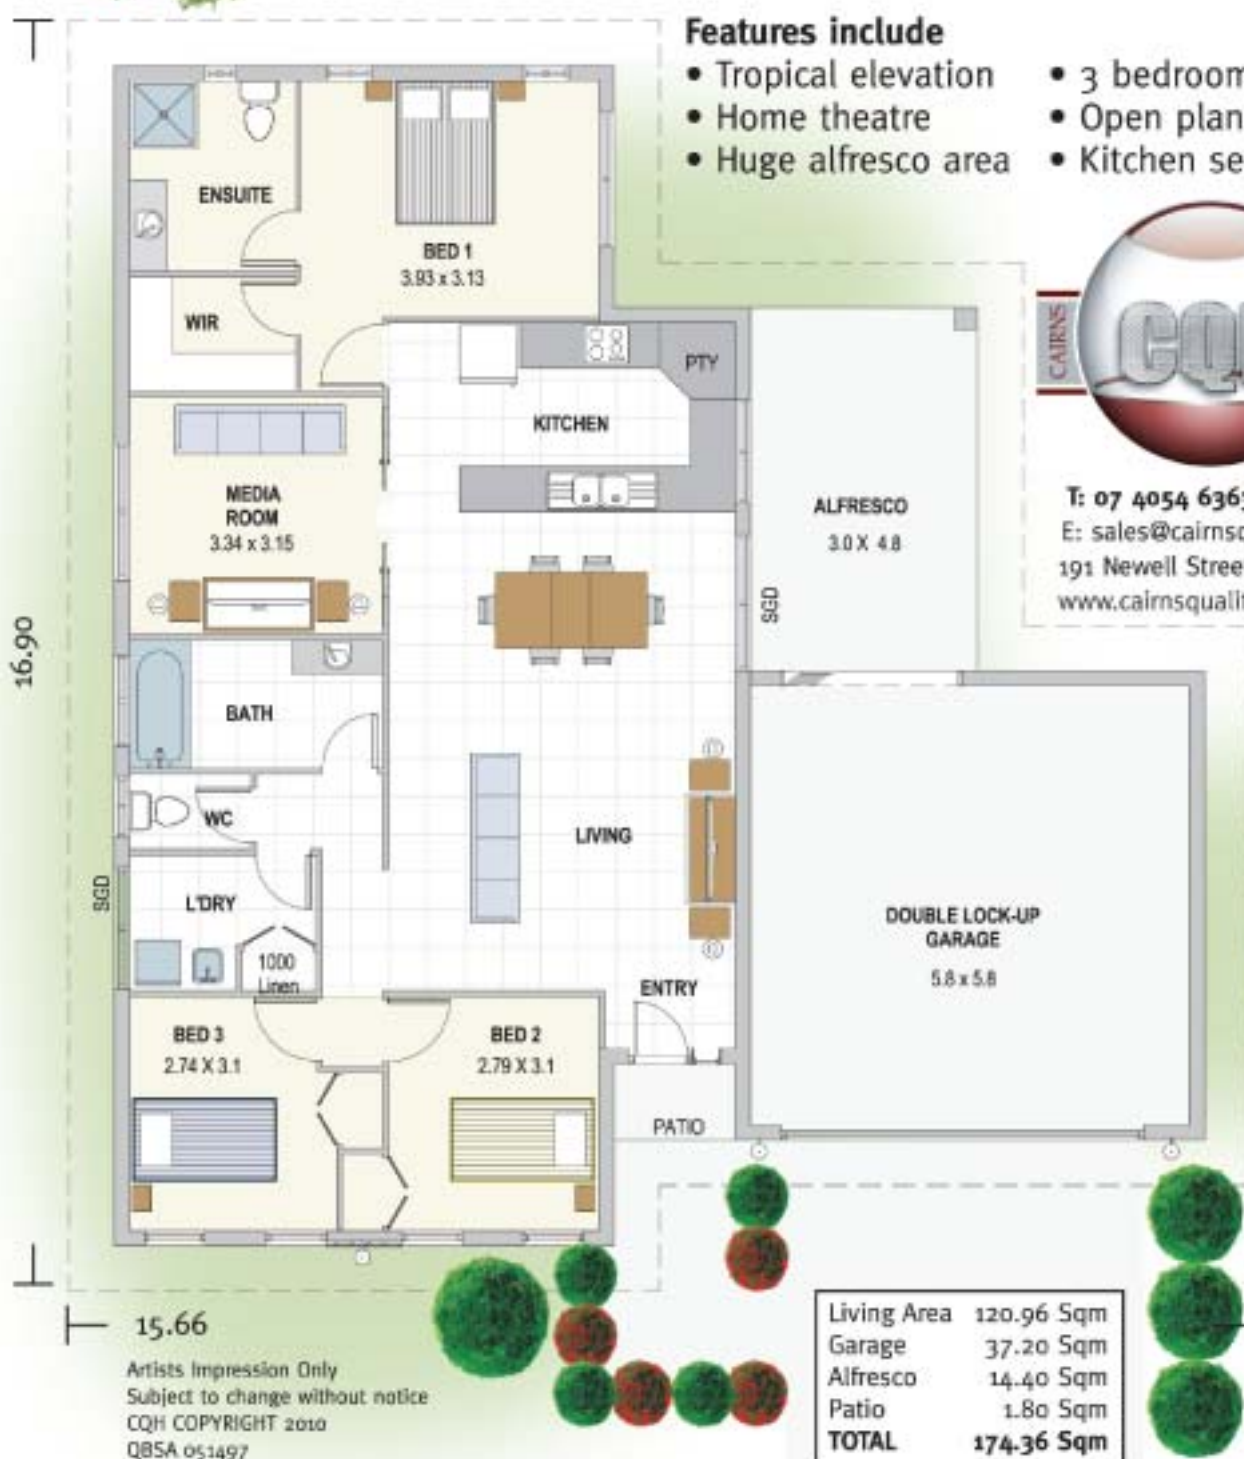 Features include
• Tropical elevation
• Home theatre
• Huge alfresco area
• 3 bedroom
• Open plan
• Kitchen se
CAIRNS
CQ
T: 07 4054 636
E: sales@cairnsq
191 Newell Stree
www.cairnsqualit
ENSUITE
BED 1
3.93 x 3.13
WIR
PTY
KITCHEN
MEDIA
ROOM
3.34 x 3.15
ALFRESCO
3.0 X 4.8
SGD
16.90
BATH
WC
LIVING
SGD
L'DRY
1000
Linen
DOUBLE LOCK-UP
GARAGE
5.8 x 5.8
ENTRY
BED 3
2.74 X 3.1
BED 2
2.79 X 3.1
PATIO
15.66
Artists Impression Only
Subject to change without notice
CQH COPYRIGHT 2010
QBSA 051497
Living Area 120.96 Sqm
Garage 37.20 Sqm
Alfresco 14.40 Sqm
Patio 1.80 Sqm
TOTAL 174.36 Sqm